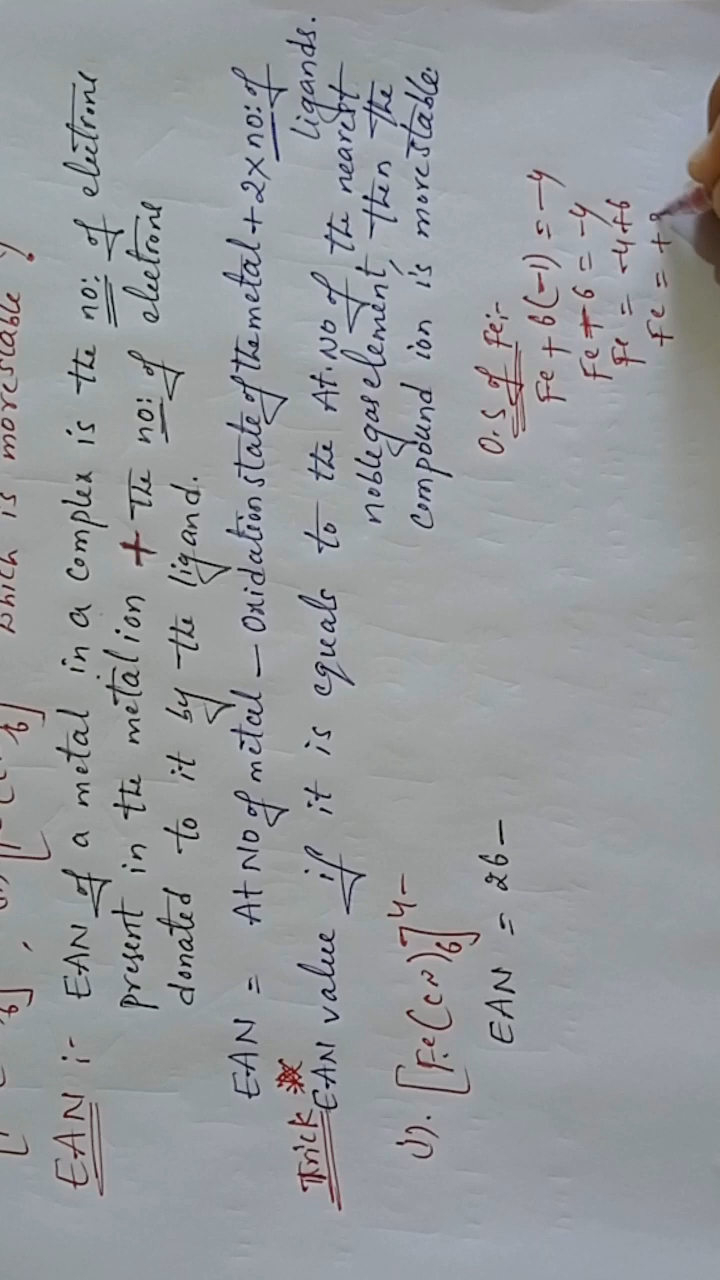 which is more stable ?
EAN :- EAN of a metal in a complex is the no: of electrons
present in the metal ion + the no: of electrons
donated to it by the ligand.
EAN = At NO of metal - Oxidation state of the metal + 2 x no: of
ligands.
Trick
EAN value if it is equals to the At. No of the nearest
noble gas element, then the
compound ion is more stable.
i). [Fe(CN)6]4-
EAN = 26 -
O.S of Fe:-
Fe + 6(-1) = -4
Fe + 6 = -4
Fe = -4+6
Fe = +